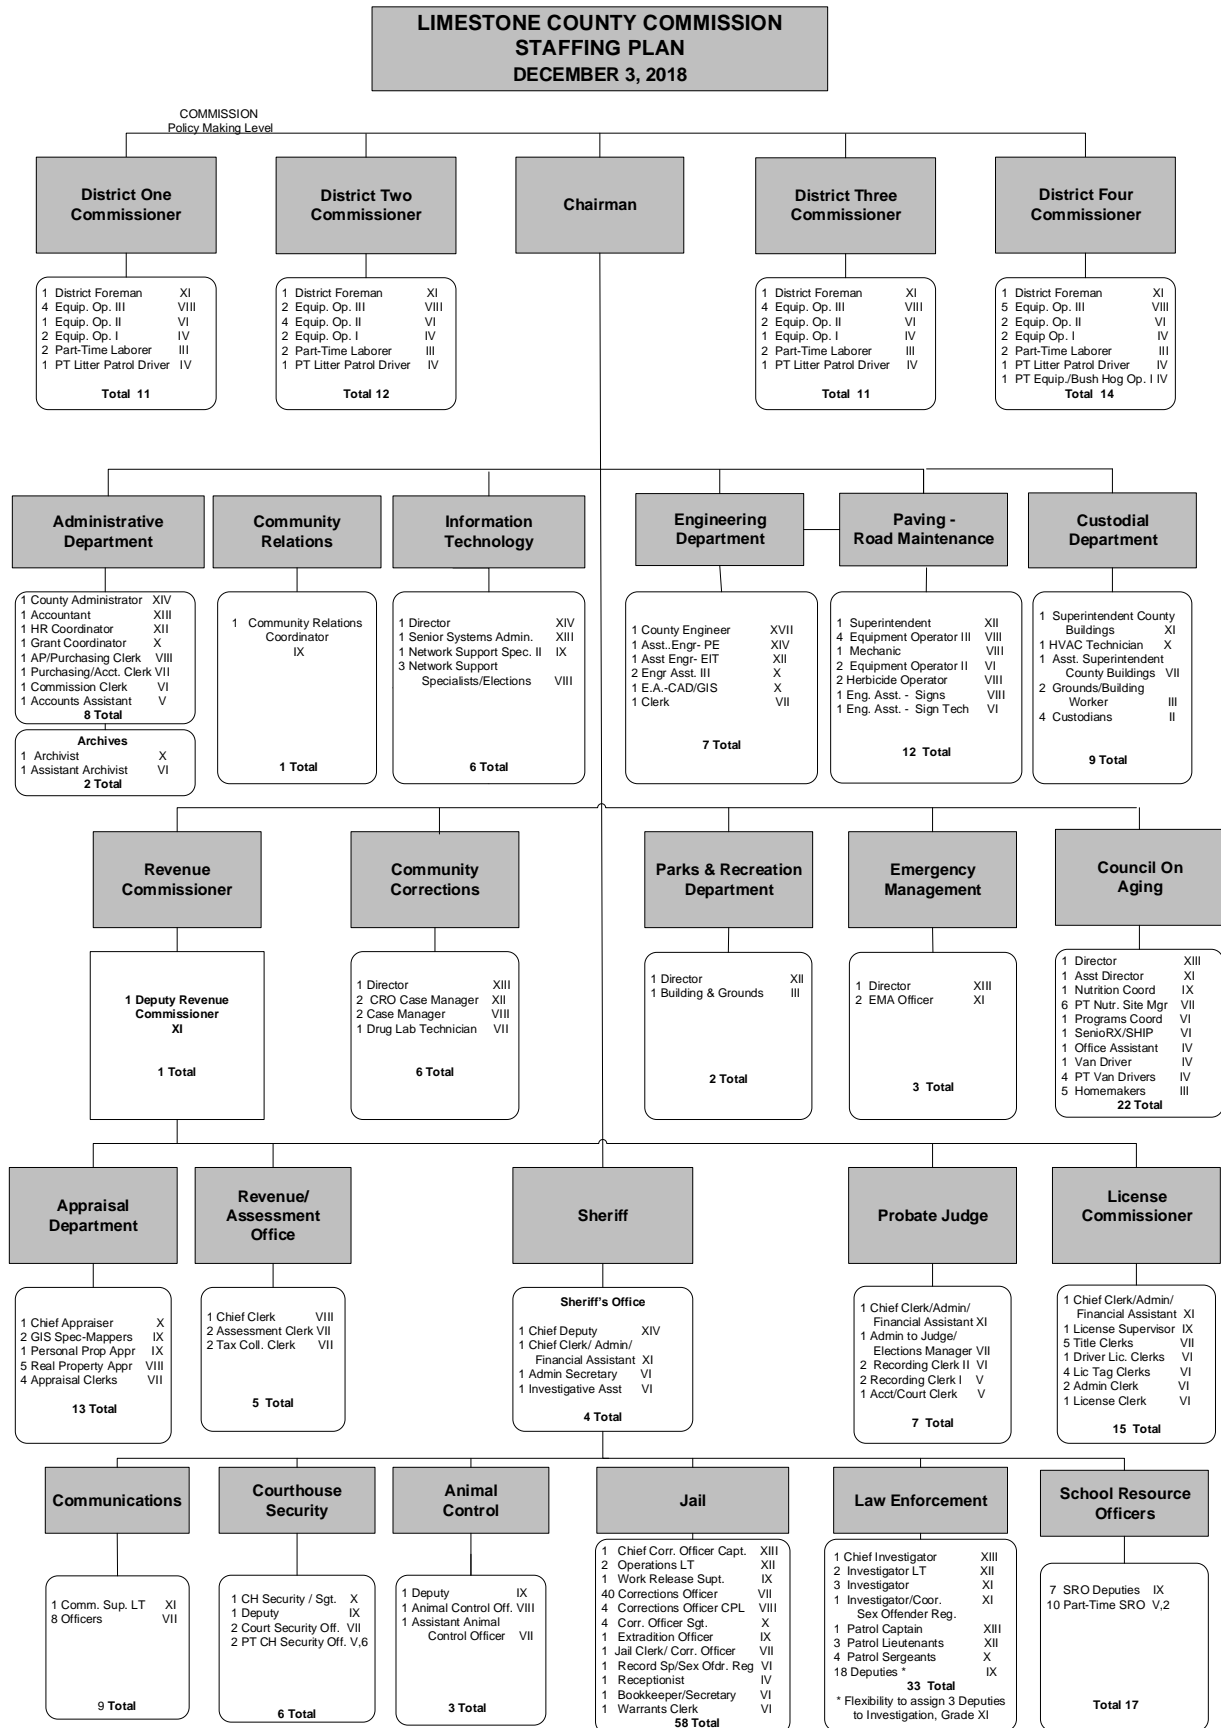 LIMESTONE COUNTY COMMISSION
STAFFING PLAN
DECEMBER 3, 2018
COMMISSION
Policy Making Level
District One
Commissioner
1 District Foreman XI
4 Equip. Op. III VIII
1 Equip. Op. II VI
2 Equip. Op. I IV
2 Part-Time Laborer III
1 PT Litter Patrol Driver IV
Total 11
District Two
Commissioner
1 District Foreman XI
2 Equip. Op. III VIII
4 Equip. Op. II VI
2 Equip. Op. I IV
2 Part-Time Laborer III
1 PT Litter Patrol Driver IV
Total 12
Chairman
District Three
Commissioner
1 District Foreman XI
4 Equip. Op. III VIII
2 Equip. Op. II VI
1 Equip. Op. I IV
2 Part-Time Laborer III
1 PT Litter Patrol Driver IV
Total 11
District Four
Commissioner
1 District Foreman XI
5 Equip. Op. III VIII
2 Equip. Op. II VI
2 Equip Op. I IV
2 Part-Time Laborer III
1 PT Litter Patrol Driver IV
1 PT Equip./Bush Hog Op. I IV
Total 14
Administrative
Department
1 County Administrator XIV
1 Accountant XIII
1 HR Coordinator XII
1 Grant Coordinator X
1 AP/Purchasing Clerk VIII
1 Purchasing/Acct. Clerk VII
1 Commission Clerk VI
1 Accounts Assistant V
8 Total
Archives
1 Archivist X
1 Assistant Archivist VI
2 Total
Community
Relations
1 Community Relations
Coordinator
IX
1 Total
Information
Technology
1 Director XIV
1 Senior Systems Admin. XIII
1 Network Support Spec. II IX
3 Network Support
Specialists/Elections VIII
6 Total
Engineering
Department
1 County Engineer XVII
1 Asst..Engr- PE XIV
1 Asst Engr- EIT XII
2 Engr Asst. III X
1 E.A.-CAD/GIS X
1 Clerk VII
7 Total
Paving -
Road Maintenance
1 Superintendent XII
4 Equipment Operator III VIII
1 Mechanic VIII
2 Equipment Operator II VI
2 Herbicide Operator VIII
1 Eng. Asst. - Signs VIII
1 Eng. Asst. - Sign Tech VI
12 Total
Custodial
Department
1 Superintendent County
Buildings XI
1 HVAC Technician X
1 Asst. Superintendent
County Buildings VII
2 Grounds/Building
Worker III
4 Custodians II
9 Total
Revenue
Commissioner
1 Deputy Revenue
Commissioner
XI
1 Total
Community
Corrections
1 Director XIII
2 CRO Case Manager XII
2 Case Manager VIII
1 Drug Lab Technician VII
6 Total
Parks & Recreation
Department
1 Director XII
1 Building & Grounds III
2 Total
Emergency
Management
1 Director XIII
2 EMA Officer XI
3 Total
Council On
Aging
1 Director XIII
1 Asst Director XI
1 Nutrition Coord IX
6 PT Nutr. Site Mgr VII
1 Programs Coord VI
1 SenioRX/SHIP VI
1 Office Assistant IV
1 Van Driver IV
4 PT Van Drivers IV
5 Homemakers III
22 Total
Appraisal
Department
1 Chief Appraiser X
2 GIS Spec-Mappers IX
1 Personal Prop Appr IX
5 Real Property Appr VIII
4 Appraisal Clerks VII
13 Total
Revenue/
Assessment
Office
1 Chief Clerk VIII
2 Assessment Clerk VII
2 Tax Coll. Clerk VII
5 Total
Sheriff
Sheriff's Office
1 Chief Deputy XIV
1 Chief Clerk/ Admin/
Financial Assistant XI
1 Admin Secretary VI
1 Investigative Asst VI
4 Total
Probate Judge
1 Chief Clerk/Admin/
Financial Assistant XI
1 Admin to Judge/
Elections Manager VII
2 Recording Clerk II VI
2 Recording Clerk I V
1 Acct/Court Clerk V
7 Total
License
Commissioner
1 Chief Clerk/Admin/
Financial Assistant XI
1 License Supervisor IX
5 Title Clerks VII
1 Driver Lic. Clerks VI
4 Lic Tag Clerks VI
2 Admin Clerk VI
1 License Clerk VI
15 Total
Communications
1 Comm. Sup. LT XI
8 Officers VII
9 Total
Courthouse
Security
1 CH Security / Sgt. X
1 Deputy IX
2 Court Security Off. VII
2 PT CH Security Off. V,6
6 Total
Animal
Control
1 Deputy IX
1 Animal Control Off. VIII
1 Assistant Animal
Control Officer VII
3 Total
Jail
1 Chief Corr. Officer Capt. XIII
2 Operations LT XII
1 Work Release Supt. IX
40 Corrections Officer VII
4 Corrections Officer CPL VIII
4 Corr. Officer Sgt. X
1 Extradition Officer IX
1 Jail Clerk/ Corr. Officer VII
1 Record Sp/Sex Ofdr. Reg VI
1 Receptionist IV
1 Bookkeeper/Secretary VI
1 Warrants Clerk VI
58 Total
Law Enforcement
1 Chief Investigator XIII
2 Investigator LT XII
3 Investigator XI
1 Investigator/Coor. XI
Sex Offender Reg.
1 Patrol Captain XIII
3 Patrol Lieutenants XII
4 Patrol Sergeants X
18 Deputies * IX
33 Total
* Flexibility to assign 3 Deputies
to Investigation, Grade XI
School Resource
Officers
7 SRO Deputies IX
10 Part-Time SRO V,2
Total 17